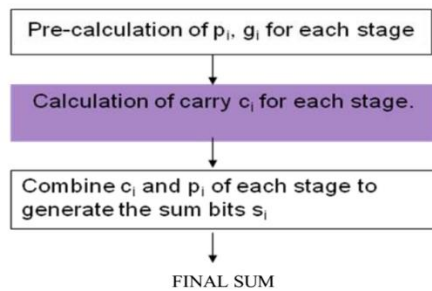 Pre-calculation of pᵢ, gᵢ for each stage
Calculation of carry cᵢ for each stage.
Combine cᵢ and pᵢ of each stage to
generate the sum bits sᵢ
FINAL SUM